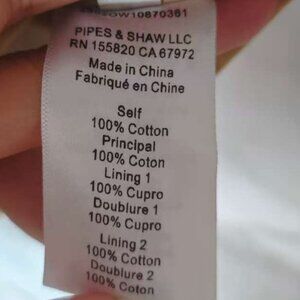 PIPES & SHAW LLC
RN 155820 CA 67972
Made in China
Fabriqué en Chine
Self
100% Cotton
Principal
100% Coton
Lining 1
100% Cupro
Doublure 1
100% Cupro
Lining 2
100% Cotton
Doublure 2
100% Coton